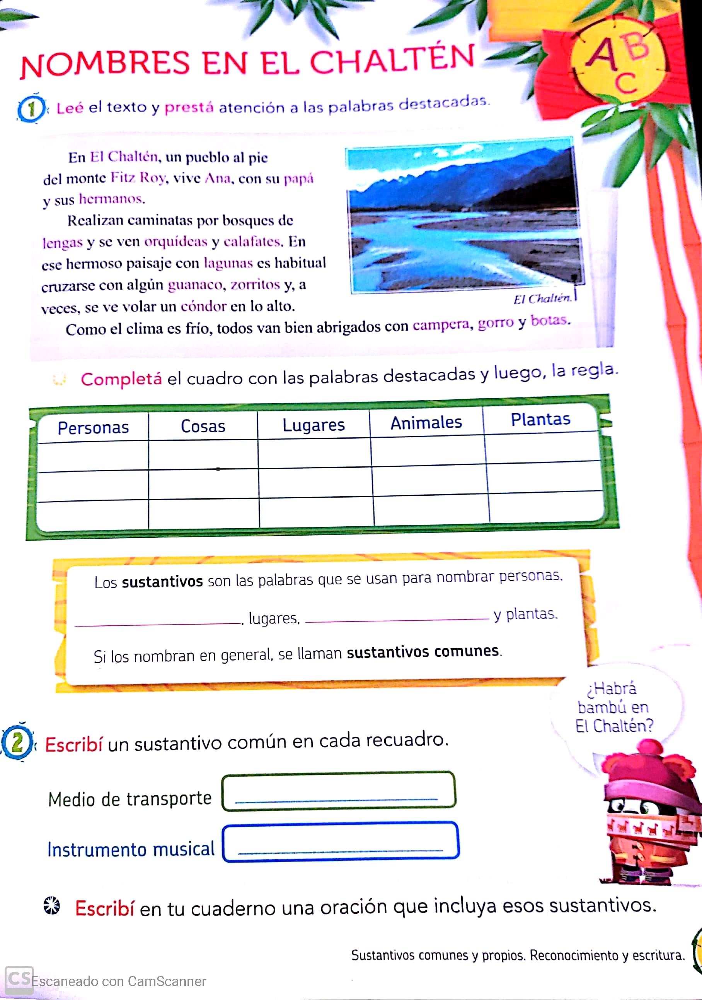 NOMBRES EN EL CHALTÉN
A B
C
1 Leé el texto y prestá atención a las palabras destacadas.
En El Chaltén, un pueblo al pie
del monte Fitz Roy, vive Ana, con su papá
y sus hermanos.
Realizan caminatas por bosques de
lengas y se ven orquídeas y calafates. En
ese hermoso paisaje con lagunas es habitual
cruzarse con algún guanaco, zorritos y, a
veces, se ve volar un cóndor en lo alto.
El Chaltén.
Como el clima es frío, todos van bien abrigados con campera, gorro y botas.
Completá el cuadro con las palabras destacadas y luego, la regla.
Personas Cosas Lugares Animales Plantas
Los sustantivos son las palabras que se usan para nombrar personas,
, lugares, y plantas.
Si los nombran en general, se llaman sustantivos comunes.
¿Habrá
bambú en
El Chaltén?
2 Escribí un sustantivo común en cada recuadro.
Medio de transporte
Instrumento musical
Escribí en tu cuaderno una oración que incluya esos sustantivos.
Sustantivos comunes y propios. Reconocimiento y escritura.
CS Escaneado con CamScanner